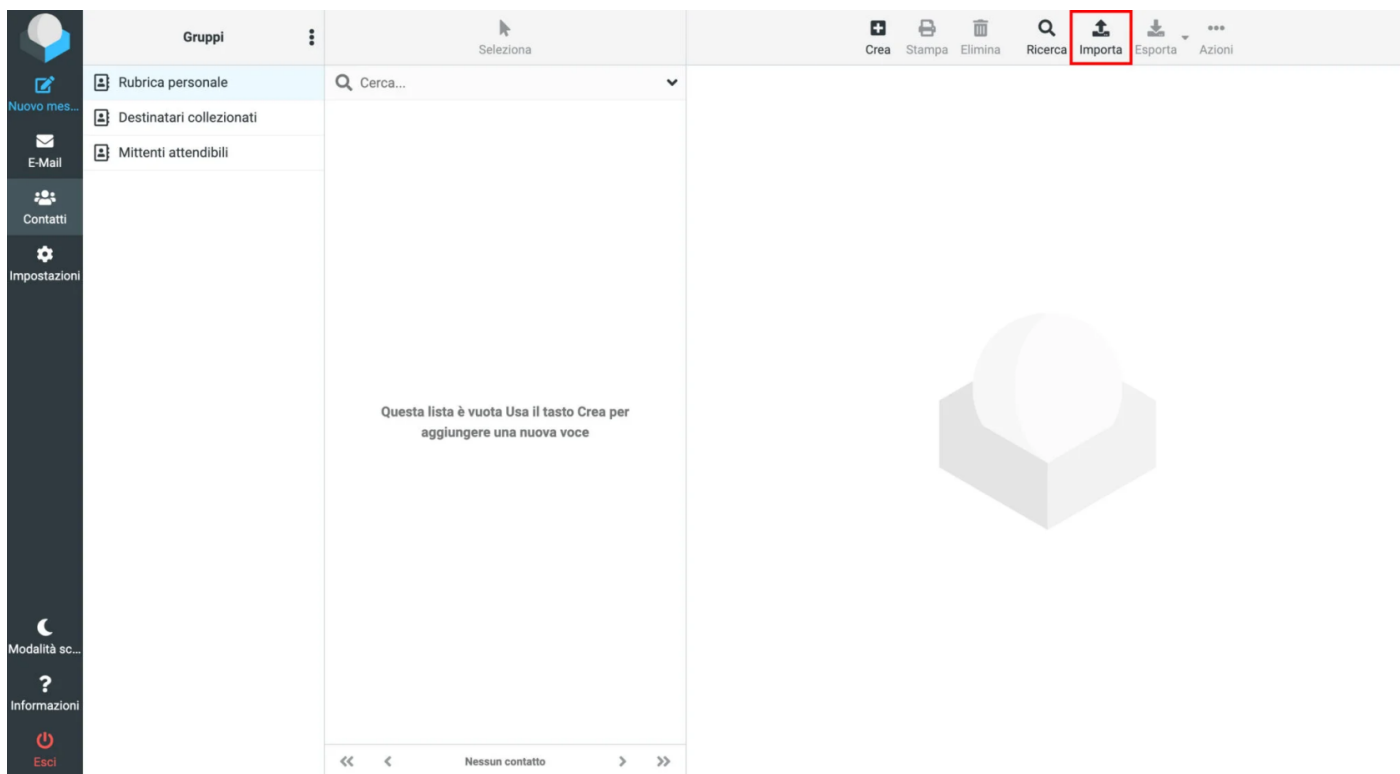 Nuovo mes...
E-Mail
Contatti
Impostazioni
Modalità sc...
Informazioni
Esci
Gruppi
Rubrica personale
Destinatari collezionati
Mittenti attendibili
Seleziona
Cerca...
Questa lista è vuota Usa il tasto Crea per
aggiungere una nuova voce
Nessun contatto
Crea Stampa Elimina Ricerca Importa Esporta Azioni